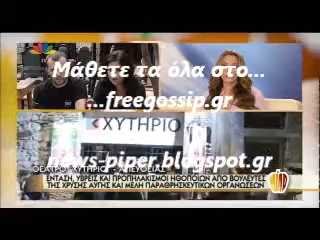 Μάθετε τα όλα στο...
...freegossip.gr
ΧΥΤΗΡΙΟ
news-piper.blogspot.gr
ΘΕΑΤΡΟ "ΧΥΤΗΡΙΟ" - ΑΠΕΥΘΕΙΑΣ
ΕΝΤΑΣΗ, ΥΒΡΕΙΣ ΚΑΙ ΠΡΟΠΗΛΑΚΙΣΜΟΙ ΗΘΟΠΟΙΩΝ ΑΠΟ ΒΟΥΛΕΥΤΕΣ
ΤΗΣ ΧΡΥΣΗΣ ΑΥΓΗΣ ΚΑΙ ΜΕΛΗ ΠΑΡΑΘΡΗΣΚΕΥΤΙΚΩΝ ΟΡΓΑΝΩΣΕΩΝ